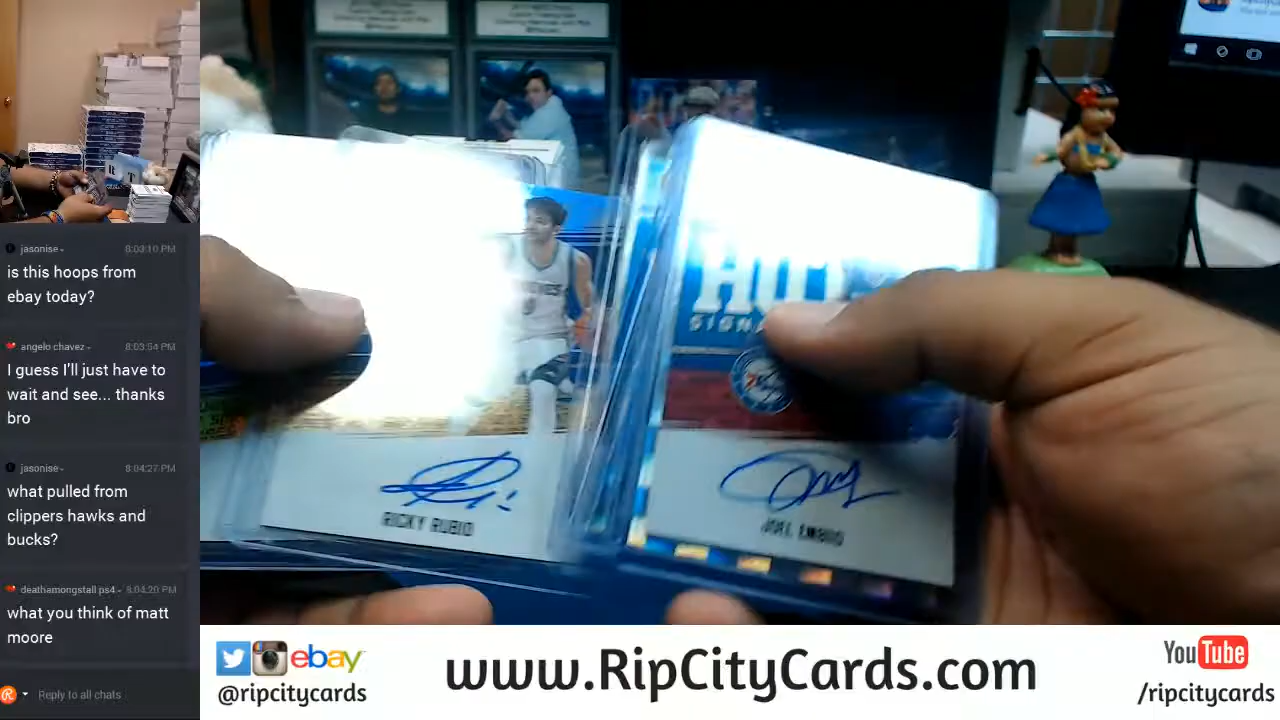 jasonise
8:03:10 PM
is this hoops from
ebay today?
angelo chavez
8:03:54 PM
I guess I'll just have to
wait and see... thanks
bro
jasonise
8:04:27 PM
what pulled from
clippers hawks and
bucks?
deathamongstall ps4
8:04:20 PM
what you think of matt
moore
Reply to all chats
RICKY RUBIO
JOEL EMBIID
ebay
@ripcitycards
www.RipCityCards.com
YouTube
/ripcitycards